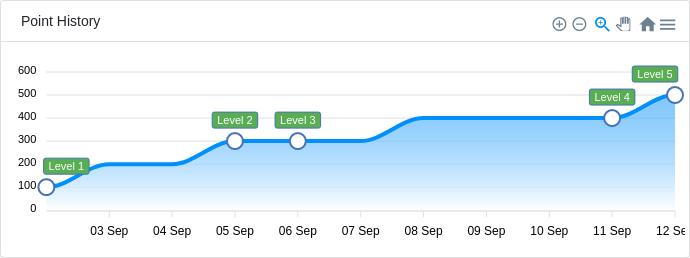 Point History
600
Level 5
500
Level 4
400
Level 2
Level 3
300
Level 1
200
100
0
03 Sep
04 Sep
05 Sep
06 Sep
07 Sep
08 Sep
09 Sep
10 Sep
11 Sep
12 Se